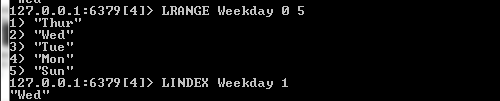 "Wed"
127.0.0.1:6379[4]> LRANGE Weekday 0 5
1) "Thur"
2) "Wed"
3) "Tue"
4) "Mon"
5) "Sun"
127.0.0.1:6379[4]> LINDEX Weekday 1
"Wed"